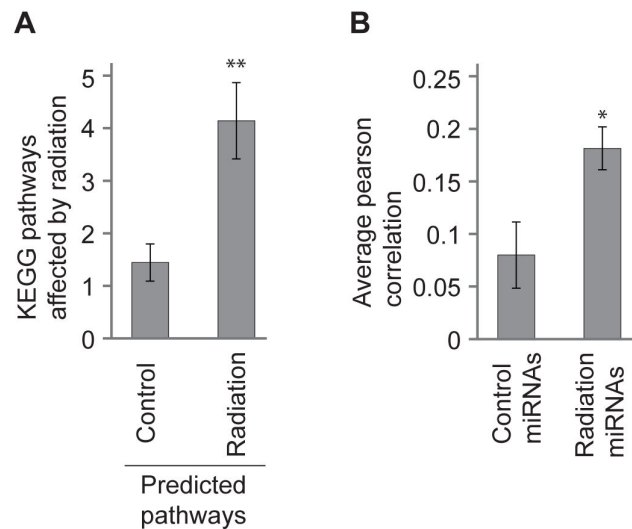 A
KEGG pathways
affected by radiation
5
4
3
2
1
0
**
Control
Radiation
Predicted
pathways
B
Average pearson
correlation
0.25
0.2
0.15
0.1
0.05
0
*
Control
miRNAs
Radiation
miRNAs